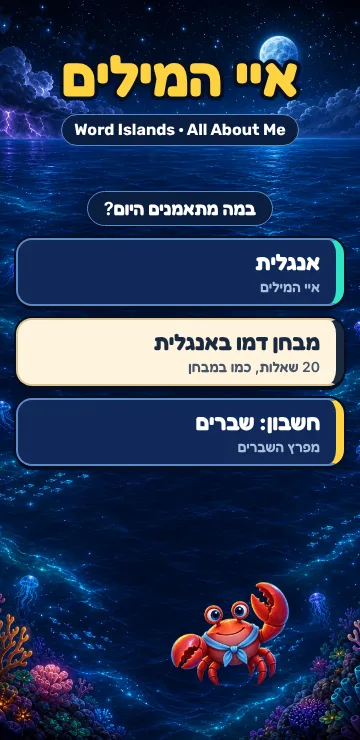 איי המילים
Word Islands • All About Me
במה מתאמנים היום?
אנגלית
איי המילים
מבחן דמו באנגלית
20 שאלות, כמו במבחן
חשבון: שברים
מפרץ השברים